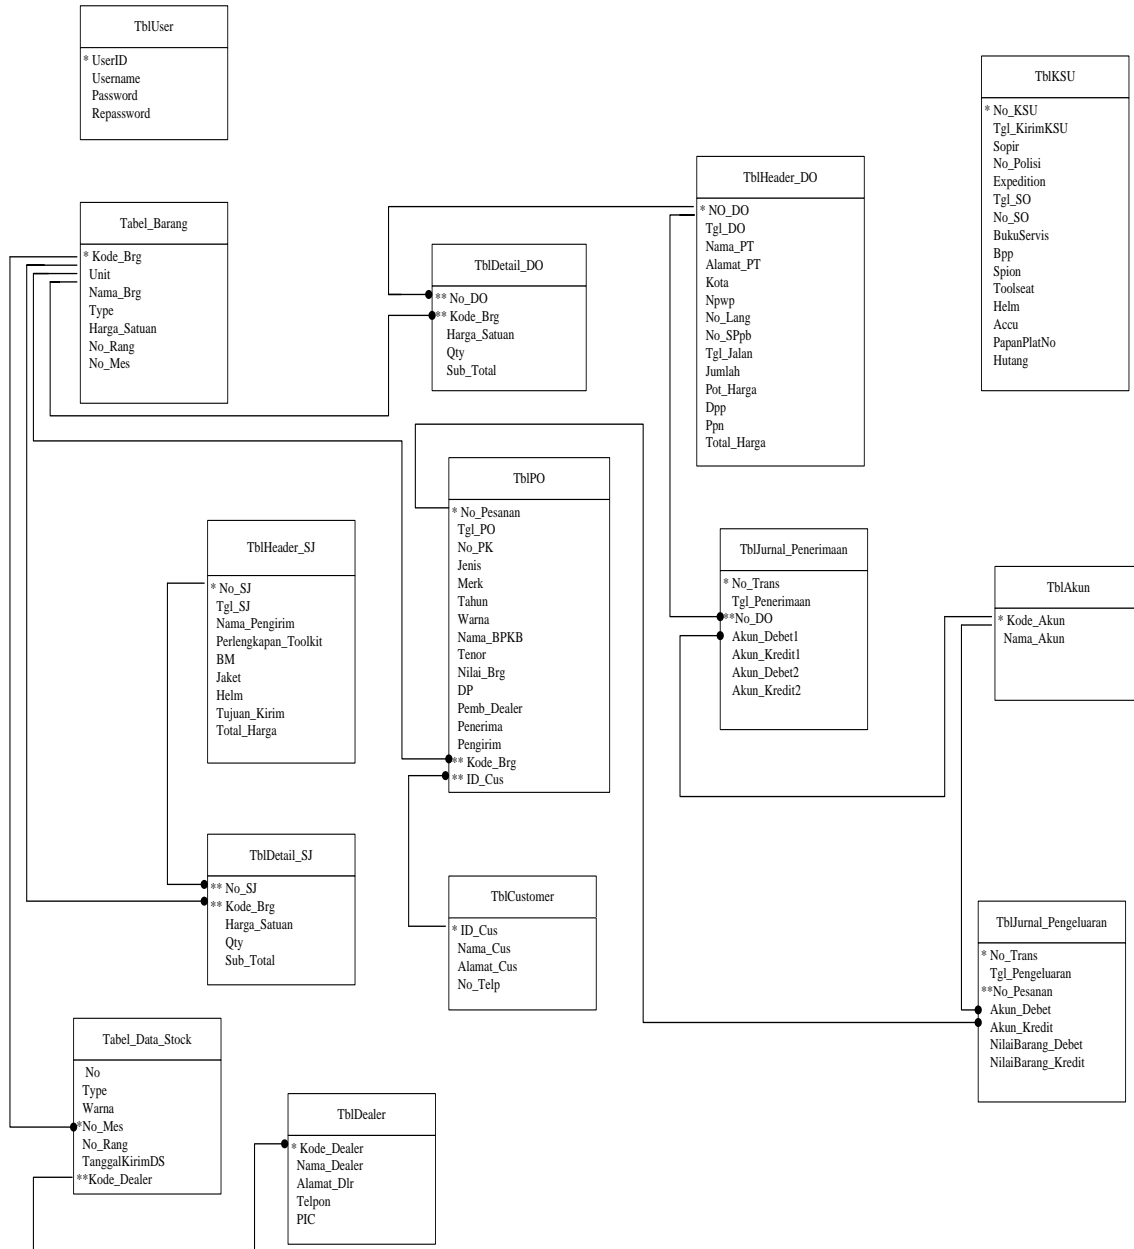 TblUser
* UserID
Username
Password
Repassword
TblKSU
* No_KSU
Tgl_KirimKSU
Sopir
No_Polisi
Expedition
Tgl_SO
No_SO
BukuServis
Bpp
Spion
Toolseat
Helm
Accu
PapanPlatNo
Hutang
TblHeader_DO
* NO_DO
Tgl_DO
Nama_PT
Alamat_PT
Kota
Npwp
No_Lang
No_SPpb
Tgl_Jalan
Jumlah
Pot_Harga
Dpp
Ppn
Total_Harga
Tabel_Barang
* Kode_Brg
Unit
Nama_Brg
Type
Harga_Satuan
No_Rang
No_Mes
TblDetail_DO
** No_DO
** Kode_Brg
Harga_Satuan
Qty
Sub_Total
TblPO
* No_Pesanan
Tgl_PO
No_PK
Jenis
Merk
Tahun
Warna
Nama_BPKB
Tenor
Nilai_Brg
DP
Pemb_Dealer
Penerima
Pengirim
** Kode_Brg
** ID_Cus
TblHeader_SJ
* No_SJ
Tgl_SJ
Nama_Pengirim
Perlengkapan_Toolkit
BM
Jaket
Helm
Tujuan_Kirim
Total_Harga
TblJurnal_Penerimaan
* No_Trans
Tgl_Penerimaan
**No_DO
Akun_Debet1
Akun_Kredit1
Akun_Debet2
Akun_Kredit2
TblAkun
* Kode_Akun
Nama_Akun
TblDetail_SJ
** No_SJ
** Kode_Brg
Harga_Satuan
Qty
Sub_Total
TblCustomer
* ID_Cus
Nama_Cus
Alamat_Cus
No_Telp
TblJurnal_Pengeluaran
* No_Trans
Tgl_Pengeluaran
**No_Pesanan
Akun_Debet
Akun_Kredit
NilaiBarang_Debet
NilaiBarang_Kredit
Tabel_Data_Stock
No
Type
Warna
*No_Mes
No_Rang
TanggalKirimDS
**Kode_Dealer
TblDealer
* Kode_Dealer
Nama_Dealer
Alamat_Dlr
Telpon
PIC